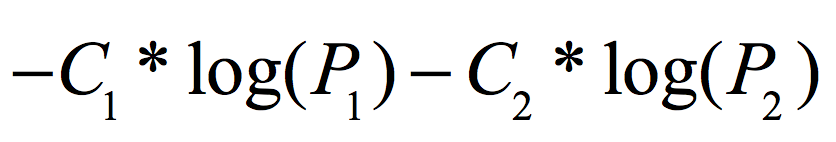 −C₁ * log(P₁) − C₂ * log(P₂)